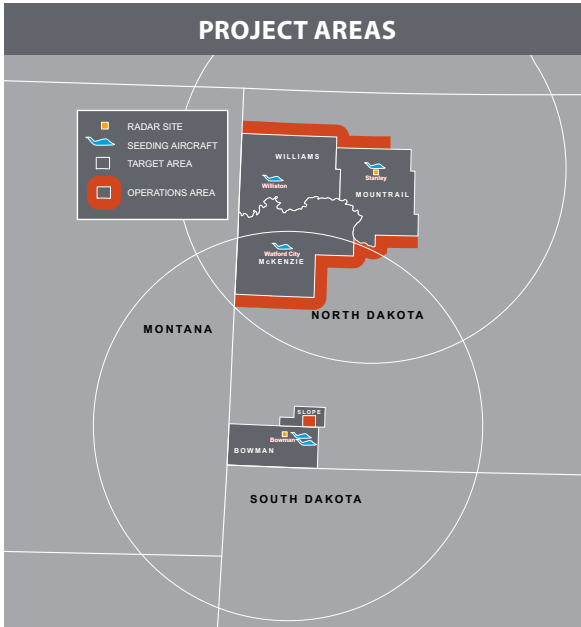 PROJECT AREAS
RADAR SITE
SEEDING AIRCRAFT
TARGET AREA
OPERATIONS AREA
WILLIAMS
Williston
Stanley
MOUNTRAIL
Watford City
McKENZIE
NORTH DAKOTA
MONTANA
SLOPE
Bowman
BOWMAN
SOUTH DAKOTA